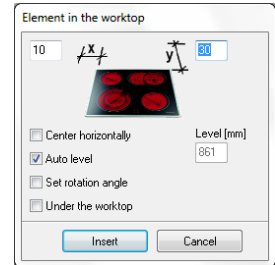 Element in the worktop
10 x y 30
Center horizontally Level [mm]
Auto level 861
Set rotation angle
Under the worktop
Insert Cancel